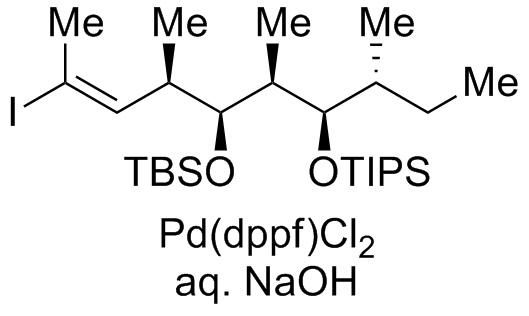 Me Me Me Me
I Me
TBSO OTIPS
Pd(dppf)Cl₂
aq. NaOH